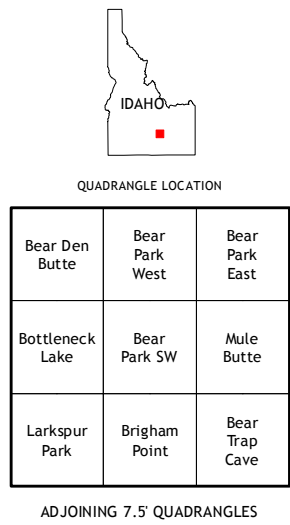 IDAHO
QUADRANGLE LOCATION
Bear Den
Butte
Bear
Park
West
Bear
Park
East
Bottleneck
Lake
Bear
Park SW
Mule
Butte
Larkspur
Park
Brigham
Point
Bear
Trap
Cave
ADJOINING 7.5' QUADRANGLES